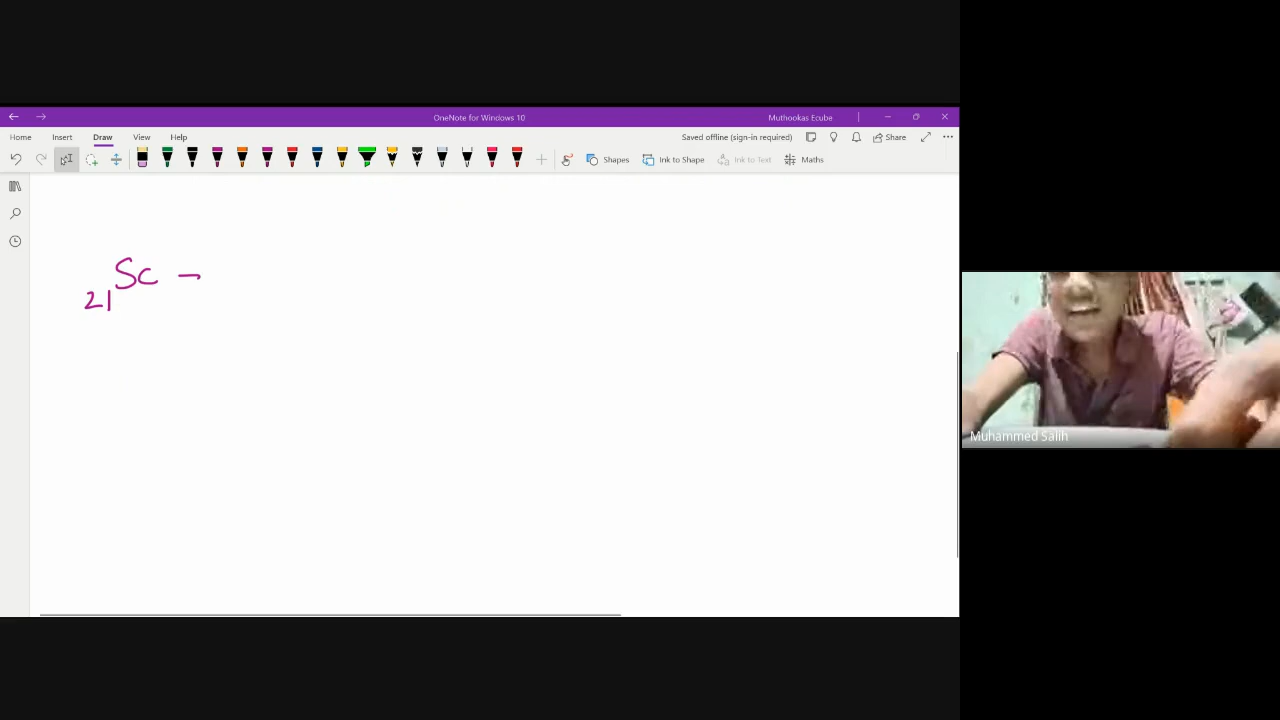 OneNote for Windows 10
Muthookas Ecube
Home Insert Draw View Help
Saved offline (sign-in required)
Share
Shapes
Ink to Shape
Ink to Text
Maths
21Sc -
Muhammed Salih